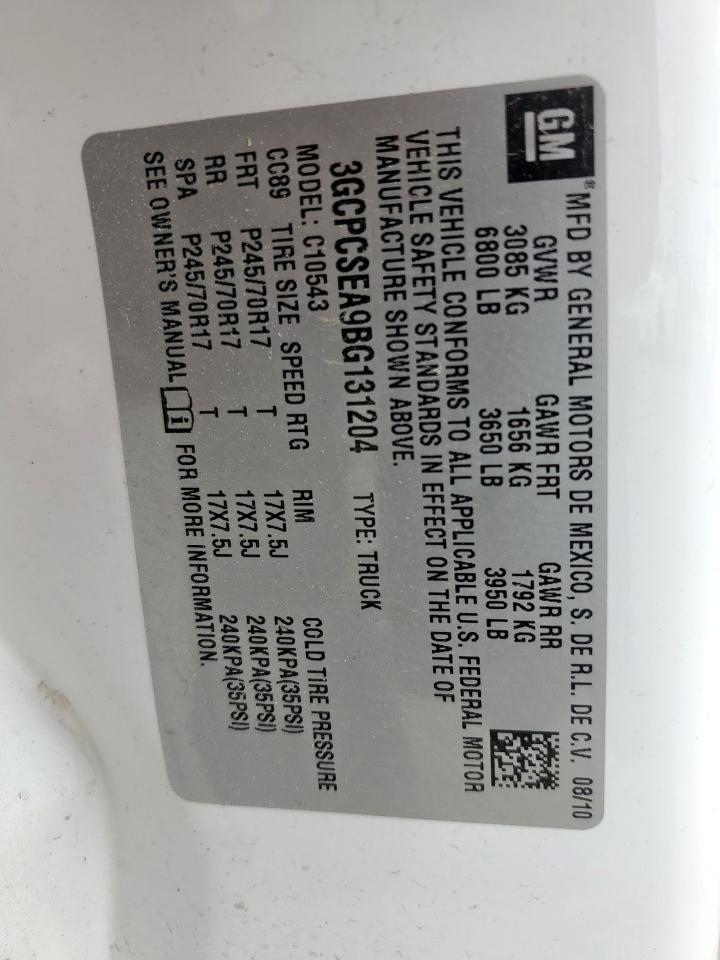 GM® MFD BY GENERAL MOTORS DE MEXICO, S. DE R.L. DE C.V. 08/10
GVWR GAWR FRT GAWR RR
3085 KG 1656 KG 1792 KG
6800 LB 3650 LB 3950 LB
THIS VEHICLE CONFORMS TO ALL APPLICABLE U.S. FEDERAL MOTOR
VEHICLE SAFETY STANDARDS IN EFFECT ON THE DATE OF
MANUFACTURE SHOWN ABOVE.
3GCPCSEA9BG131204 TYPE: TRUCK
MODEL: C10543
CC89 TIRE SIZE SPEED RTG RIM COLD TIRE PRESSURE
FRT P245/70R17 T 17X7.5J 240KPA(35PSI)
RR P245/70R17 T 17X7.5J 240KPA(35PSI)
SPA P245/70R17 T 17X7.5J 240KPA(35PSI)
SEE OWNER'S MANUAL FOR MORE INFORMATION.